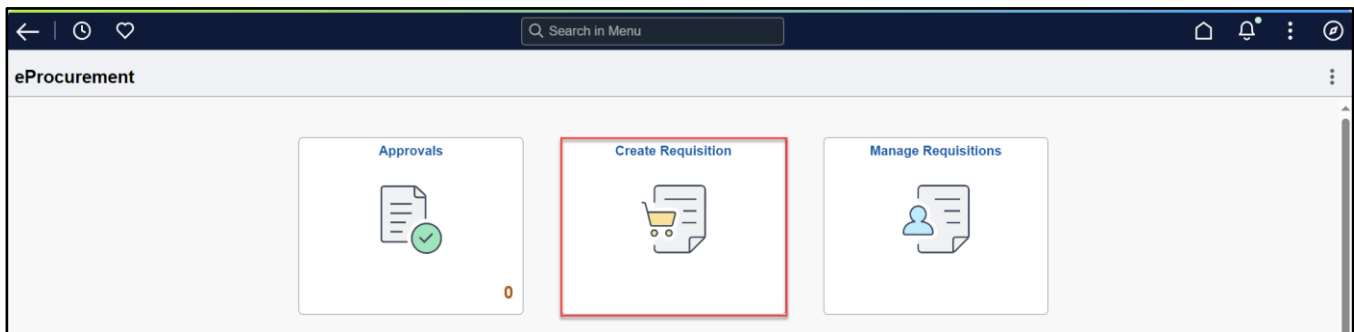 Search in Menu
eProcurement
Approvals
Create Requisition
Manage Requisitions
0